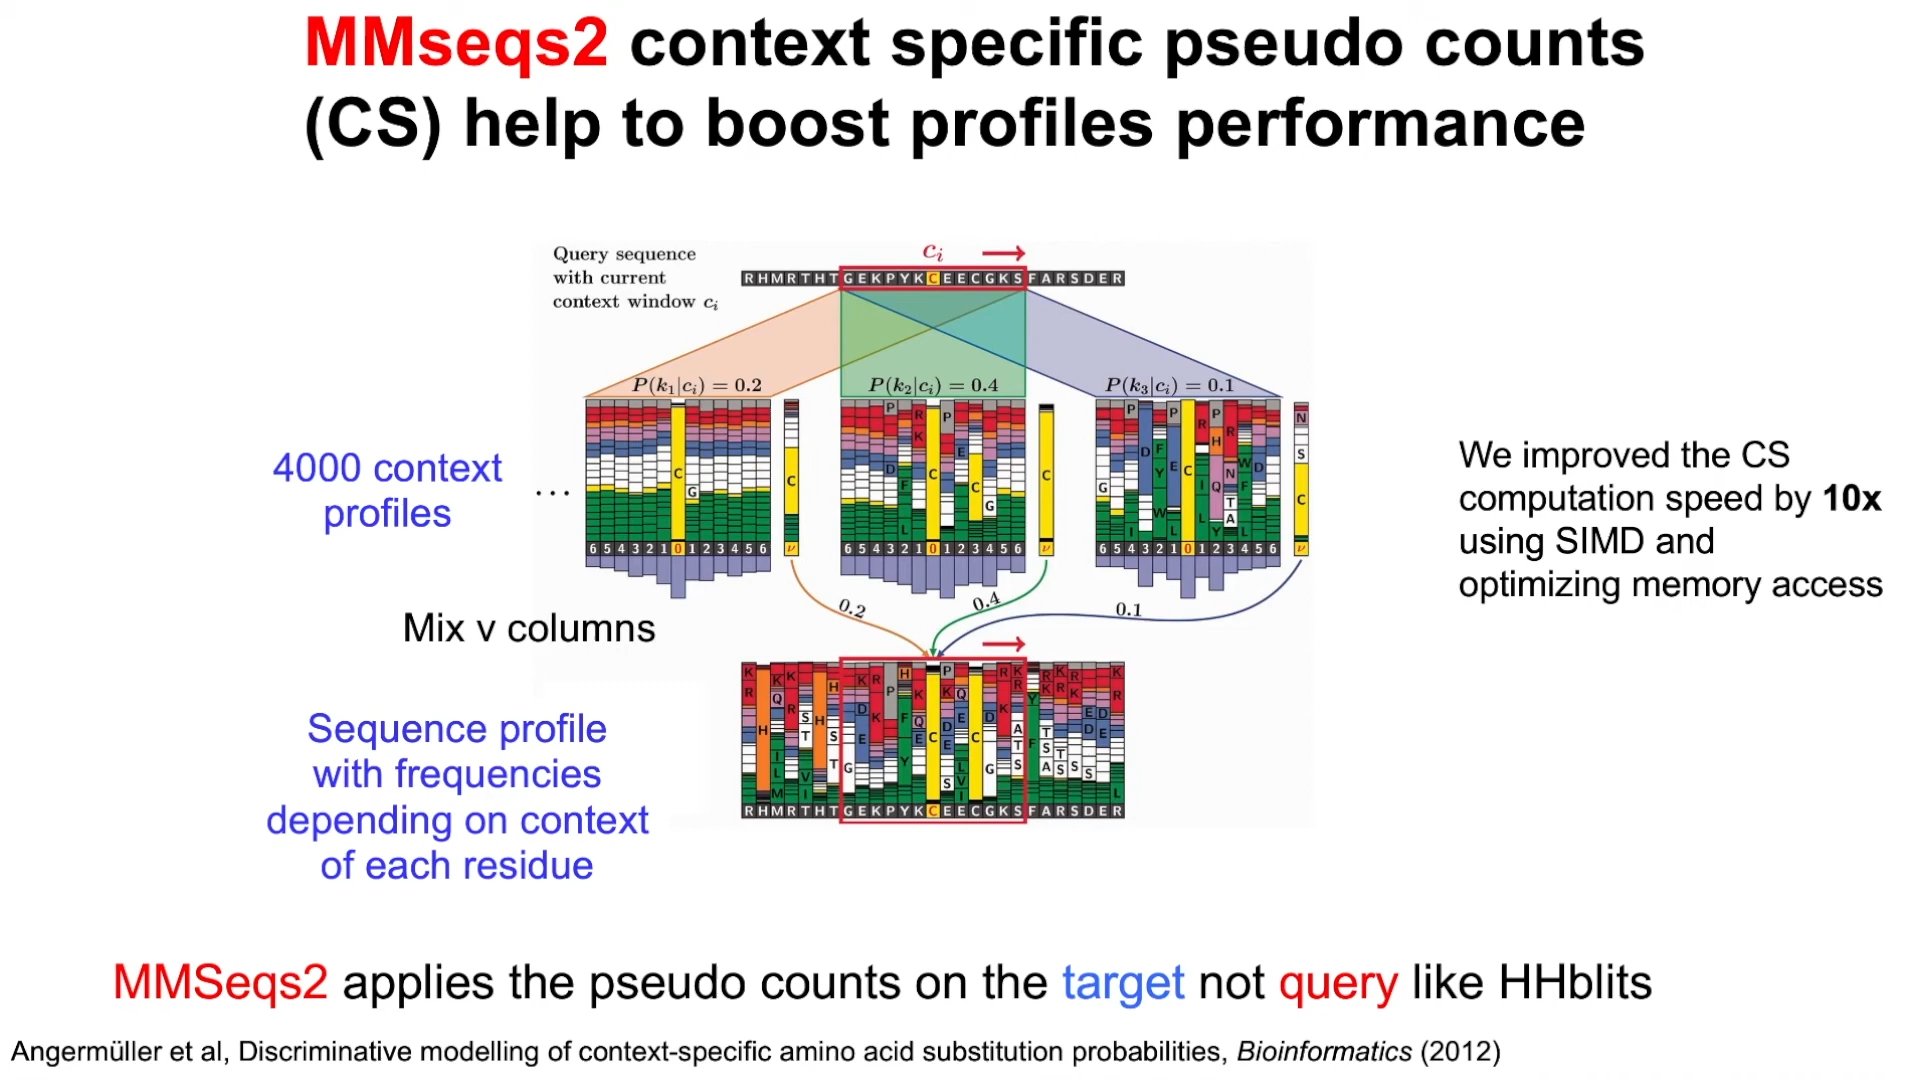 MMseqs2 context specific pseudo counts
(CS) help to boost profiles performance
Query sequence
with current
context window ci
ci
RHMRTHTGEKPYKCEECGKSFARSDER
P(k1|ci) = 0.2
P(k2|ci) = 0.4
P(k3|ci) = 0.1
4000 context
profiles
...
6 5 4 3 2 1 0 1 2 3 4 5 6 ν
6 5 4 3 2 1 0 1 2 3 4 5 6 ν
6 5 4 3 2 1 0 1 2 3 4 5 6 ν
We improved the CS
computation speed by 10x
using SIMD and
optimizing memory access
0.2
0.4
0.1
Mix v columns
Sequence profile
with frequencies
depending on context
of each residue
RHMRTHTGEKPYKCEECGKSFARSDER
MMSeqs2 applies the pseudo counts on the target not query like HHblits
Angermüller et al, Discriminative modelling of context-specific amino acid substitution probabilities, Bioinformatics (2012)